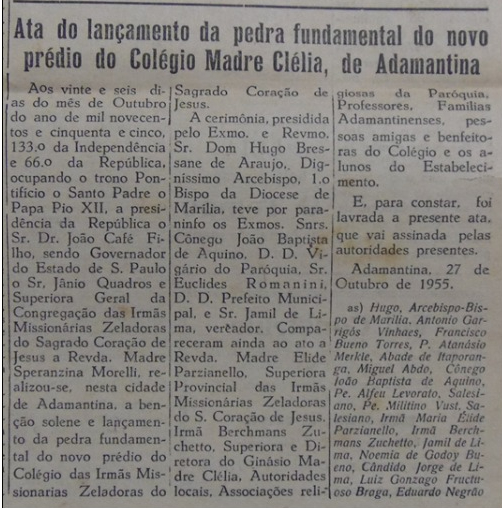 Ata do lançamento da pedra fundamental do novo
prédio do Colégio Madre Clélia, de Adamantina
Aos vinte e seis di-
as do mês de Outubro
do ano de mil novecen-
tos e cinquenta e cinco,
133.o da Independência
e 66.o da República,
ocupando o trono Pon-
tifício o Santo Padre o
Papa Pio XII, a presi-
dência da República o
Sr. Dr. João Café Fi-
lho, sendo Governador
do Estado de S. Paulo
o Sr. Jânio Quadros e
Superiora Geral da
Congregação das Irmãs
Missionárias Zeladoras
do Sagrado Coração de
Jesus a Revda. Madre
Speranzina Morelli, re-
alizou-se, nesta cidade
de Adamantina, a ben-
ção solene e lançamento
da pedra fundamen-
tal do novo prédio do
Colégio das Irmãs Mis-
sionarias Zeladoras do
Sagrado Coração de
Jesus.
A cerimónia, presidida
pelo Exmo. e Revmo.
Sr. Dom Hugo Bres-
sane de Araujo, Dig-
níssimo Arcebispo, 1.o
Bispo da Diocese de
Marília, teve por para-
ninfo os Exmos. Snrs.
Cônego João Baptista
de Aquino, D. D. Vi-
gário do Paróquia, Sr.
Euclides Romanini,
D. D. Prefeito Munici-
pal, e Sr. Jamil de Li-
ma, verèador. Compa-
receram ainda ao ato a
Revda. Madre Elide
Parzianello, Superiora
Provincial das Irmãs
Missionárias Zeladoras
do S. Coração de Jesus,
Irmã Berchmans Zu-
chetto, Superiora e Di-
retora do Ginásio Ma-
dre Clélia, Autoridades
locais, Associações reli-
giosas da Paróquia,
Professores, Famílias
Adamantinenses, pes-
soas amigas e benfeito-
ras do Colégio e os a-
lunos do Estabeleci-
mento.
E, para constar, foi
lavrada a presente ata,
que vai assinada pelas
autoridades presentes.
Adamantina, 27 de
Outubro de 1955.
as) Hugo, Arcebispo-Bis-
po de Marília, Antonio Gar-
rigós Vinhaes, Francisco
Bueno Torres, P. Atanásio
Merkle, Abade de Itaporan-
ga, Miguel Abdo, Cônego
João Baptista de Aquino,
Pe. Alfeu Levorato, Salesi-
ano, Pe. Militino Vust, Sa-
lesiano, Irmã Maria Elide
Parzianello, Irmã Berch-
mans Zuchetto, Jamil de Li-
ma, Noemia de Godoy Bu-
eno, Cândido Jorge de Li-
ma, Luiz Gonzago Fractu-
oso Braga, Eduardo Negrão